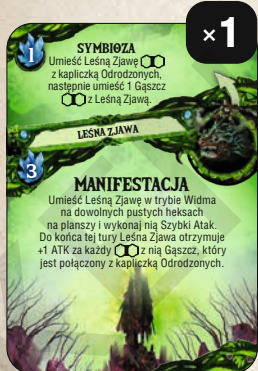 ×1
1
SYMBIOZA
Umieść Leśną Zjawę
z kapliczką Odrodzonych,
następnie umieść 1 Gąszcz
z Leśną Zjawą.
LEŚNA ZJAWA
3
MANIFESTACJA
Umieść Leśną Zjawę w trybie Widma
na dowolnych pustych heksach
na planszy i wykonaj nią Szybki Atak.
Do końca tej tury Leśna Zjawa otrzymuje
+1 ATK za każdy z nią Gąszcz, który
jest połączony z kapliczką Odrodzonych.